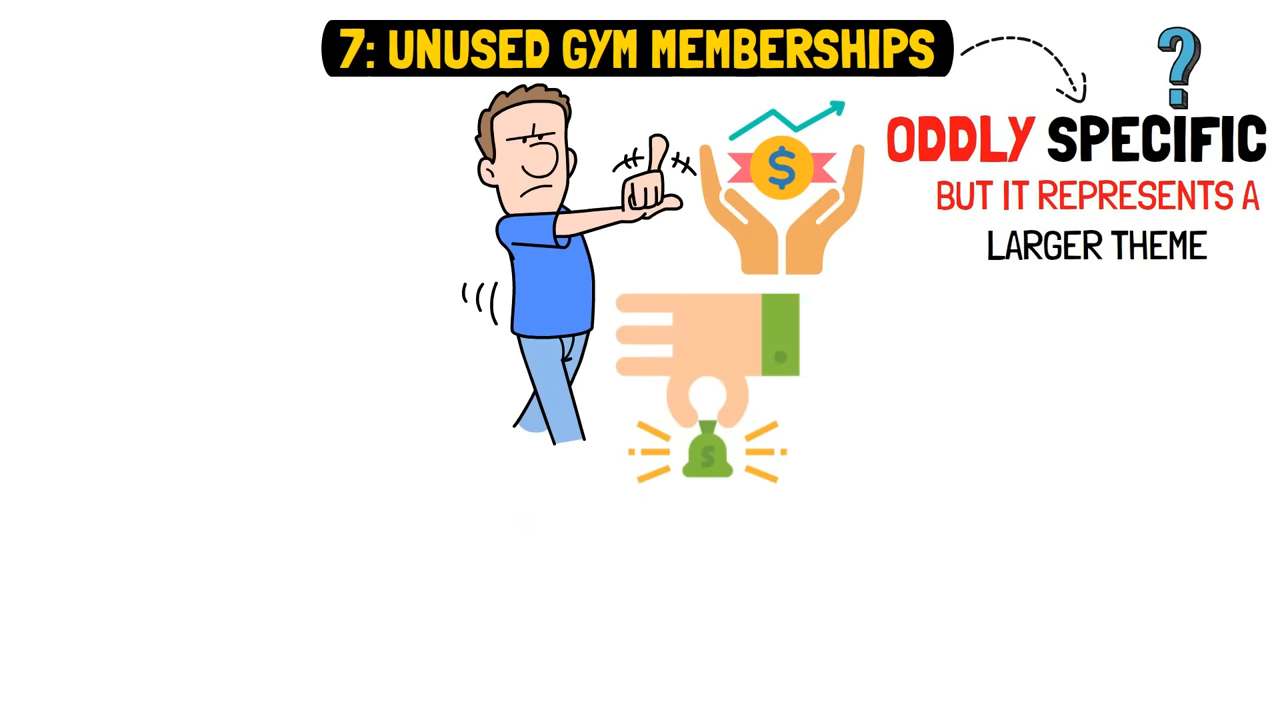 7: UNUSED GYM MEMBERSHIPS
?
ODDLY SPECIFIC
BUT IT REPRESENTS A
LARGER THEME
$
$